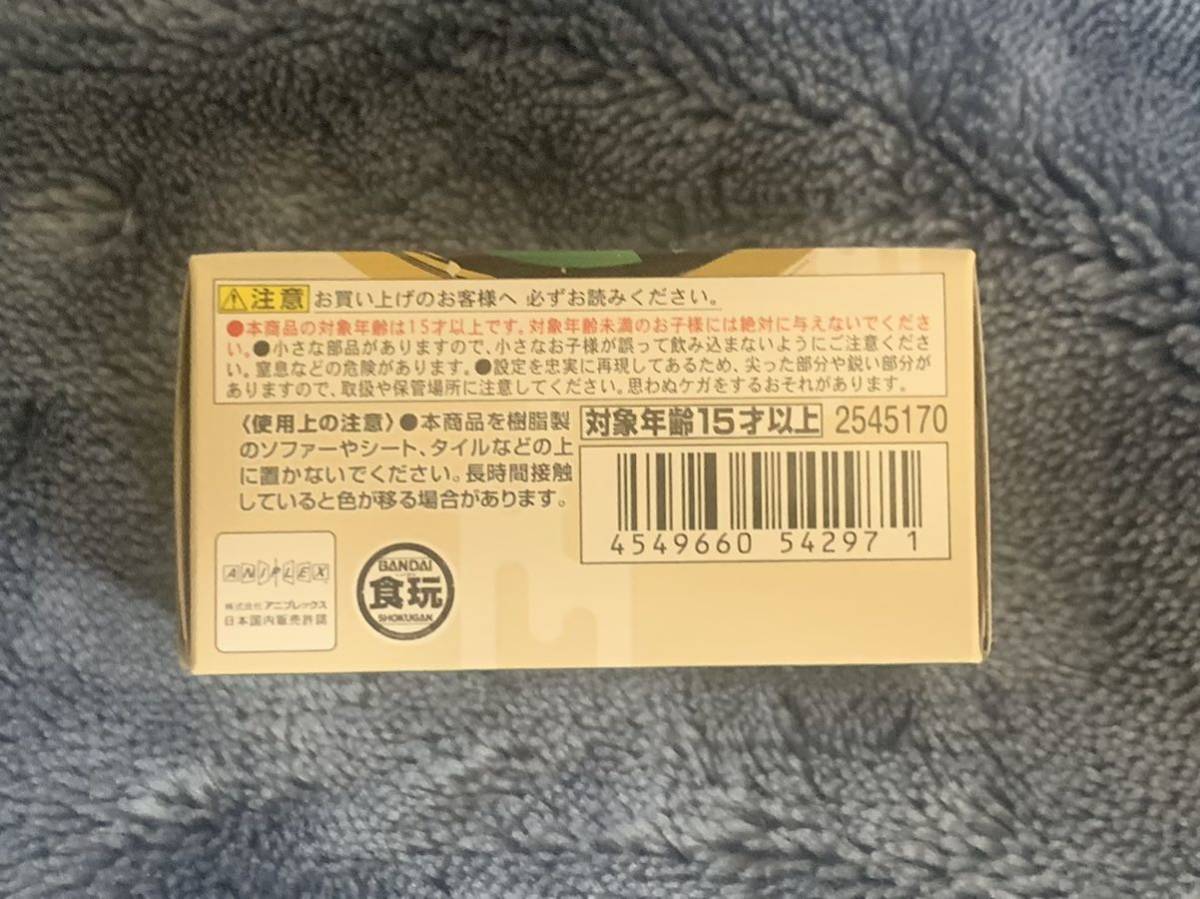 注意 お買い上げのお客様へ 必ずお読みください。
●本商品の対象年齢は15才以上です。対象年齢未満のお子様には絶対に与えないでくださ
い。●小さな部品がありますので、小さなお子様が誤って飲み込まないようにご注意くださ
い。窒息などの危険があります。●設定を忠実に再現してあるため、尖った部分や鋭い部分が
ありますので、取扱や保管場所に注意してください。思わぬケガをするおそれがあります。
〈使用上の注意〉●本商品を樹脂製
のソファーやシート、タイルなどの上
に置かないでください。長時間接触
していると色が移る場合があります。
対象年齢15才以上 2545170
4549660 54297 1
ANIPLEX
株式会社アニプレックス
日本国内販売許諾
BANDAI
食玩
SHOKUGAN